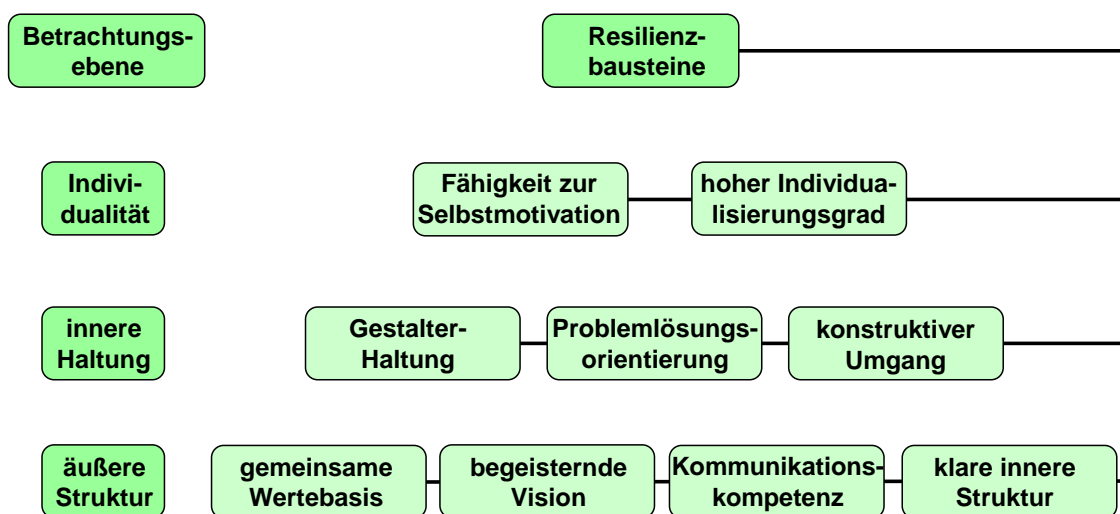 Betrachtungs-
ebene
Resilienz-
bausteine
Indivi-
dualität
Fähigkeit zur
Selbstmotivation
hoher Individua-
lisierungsgrad
innere
Haltung
Gestalter-
Haltung
Problemlösungs-
orientierung
konstruktiver
Umgang
äußere
Struktur
gemeinsame
Wertebasis
begeisternde
Vision
Kommunikations-
kompetenz
klare innere
Struktur